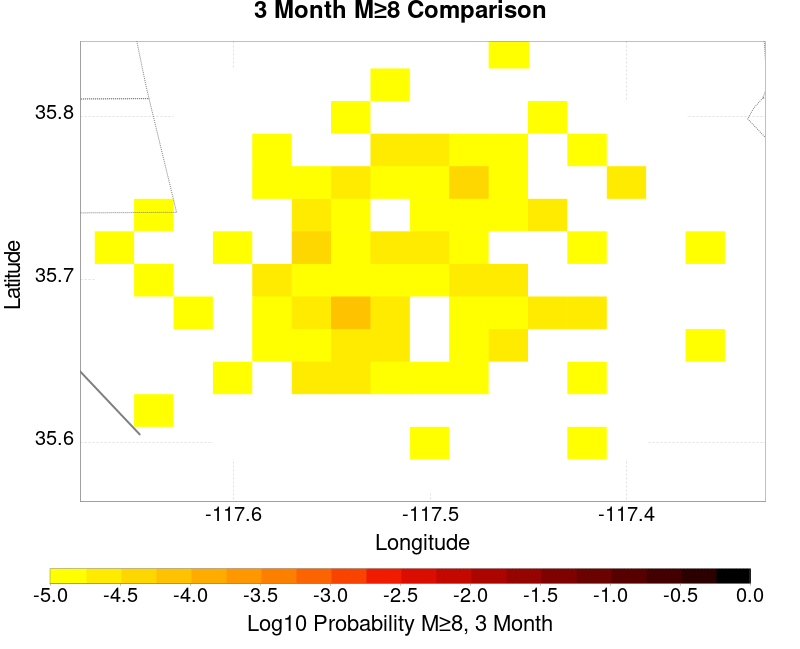 3 Month M≥8 Comparison
35.8
35.7
35.6
Latitude
-117.6 -117.5 -117.4
Longitude
-5.0 -4.5 -4.0 -3.5 -3.0 -2.5 -2.0 -1.5 -1.0 -0.5 0.0
Log10 Probability M≥8, 3 Month